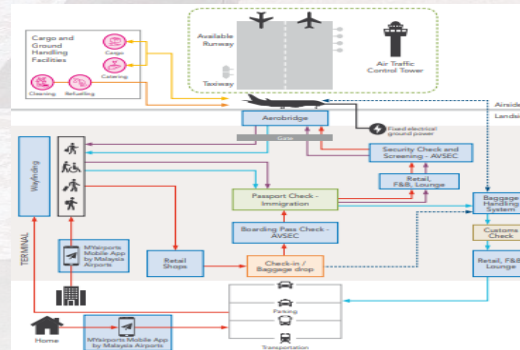 Cargo and
Ground
Handling
Facilities
Cargo
Catering
Cleaning
Refuelling
Available
Runway
Taxiway
Air Traffic
Control Tower
Airside
Aerobridge
Gate
Fixed electrical
ground power
Security Check and
Screening - AVSEC
Retail,
F&B, Lounge
Wayfinding
TERMINAL
Passport Check -
Immigration
Boarding Pass Check -
AVSEC
Baggage
Handling
System
Customs
Check
Retail, F&B
Lounge
MYairports
Mobile App
by Malaysia
Airports
Retail
Shops
Check-in /
Baggage drop
Home
MYairports Mobile App
by Malaysia Airports
Parking
Transportation